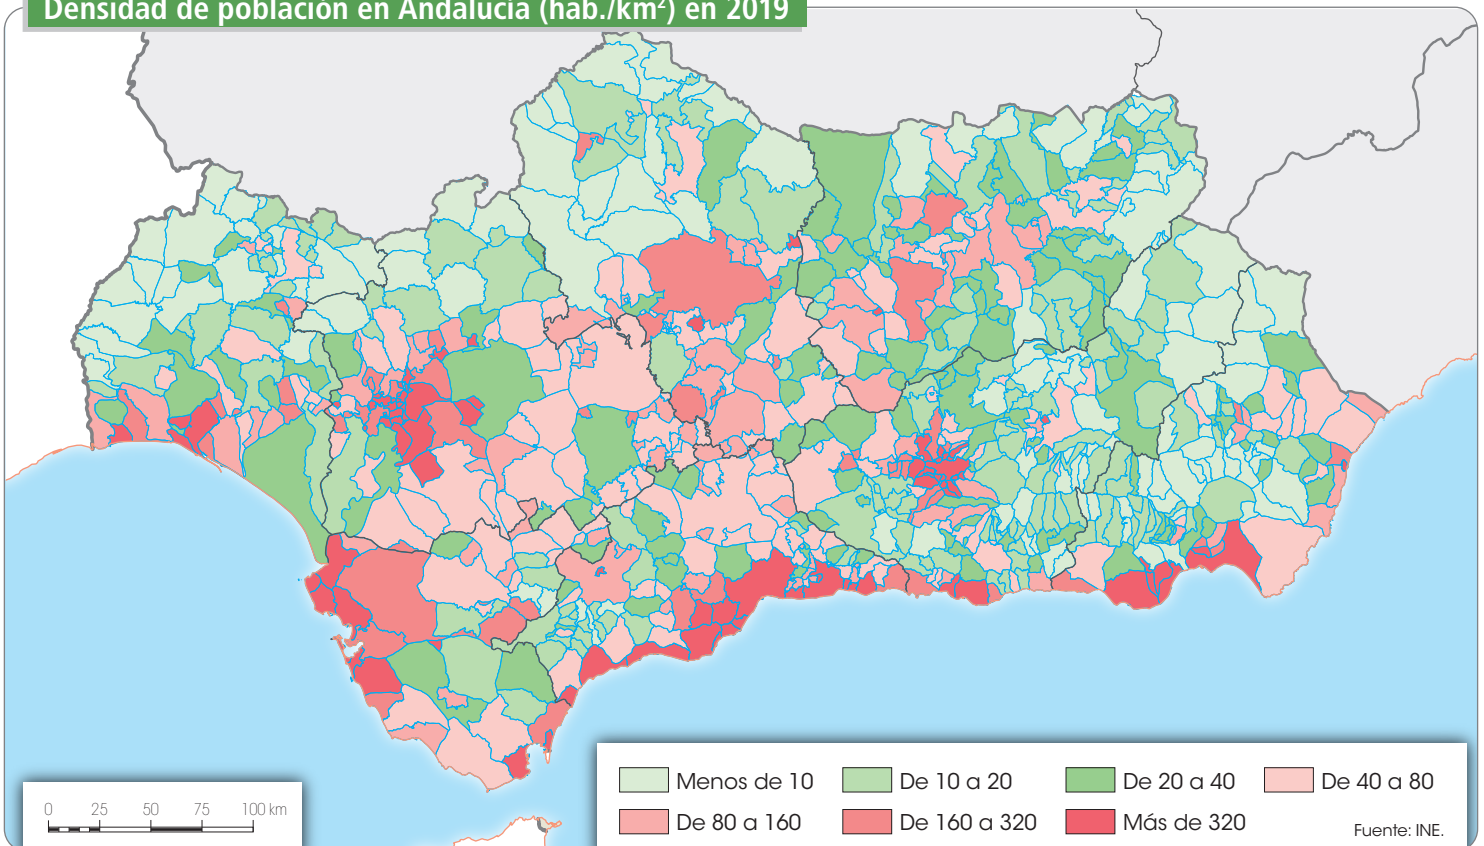 Densidad de población en Andalucía (hab./km²) en 2019
Menos de 10
De 10 a 20
De 20 a 40
De 40 a 80
De 80 a 160
De 160 a 320
Más de 320
Fuente: INE.
0 25 50 75 100 km